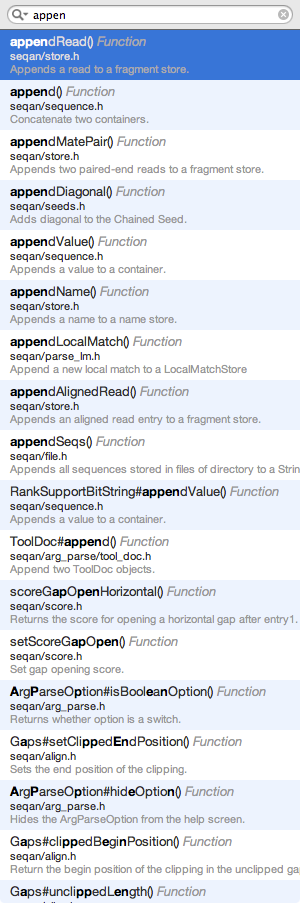 appen
appendRead() Function
seqan/store.h
Appends a read to a fragment store.
append() Function
seqan/sequence.h
Concatenate two containers.
appendMatePair() Function
seqan/store.h
Appends two paired-end reads to a fragment store.
appendDiagonal() Function
seqan/seeds.h
Adds diagonal to the Chained Seed.
appendValue() Function
seqan/sequence.h
Appends a value to a container.
appendName() Function
seqan/store.h
Appends a name to a name store.
appendLocalMatch() Function
seqan/parse_lm.h
Append a new local match to a LocalMatchStore
appendAlignedRead() Function
seqan/store.h
Appends an aligned read entry to a fragment store.
appendSeqs() Function
seqan/file.h
Appends all sequences stored in files of directory to a Strin
RankSupportBitString#appendValue() Function
seqan/sequence.h
Appends a value to a container.
ToolDoc#append() Function
seqan/arg_parse/tool_doc.h
Append two ToolDoc objects.
scoreGapOpenHorizontal() Function
seqan/score.h
Returns the score for opening a horizontal gap after entry1.
setScoreGapOpen() Function
seqan/score.h
Set gap opening score.
ArgParseOption#isBooleanOption() Function
seqan/arg_parse.h
Returns whether option is a switch.
Gaps#setClippedEndPosition() Function
seqan/align.h
Sets the end position of the clipping.
ArgParseOption#hideOption() Function
seqan/arg_parse.h
Hides the ArgParseOption from the help screen.
Gaps#clippedBeginPosition() Function
seqan/align.h
Return the begin position of the clipping in the unclipped ga
Gaps#unclippedLength() Function